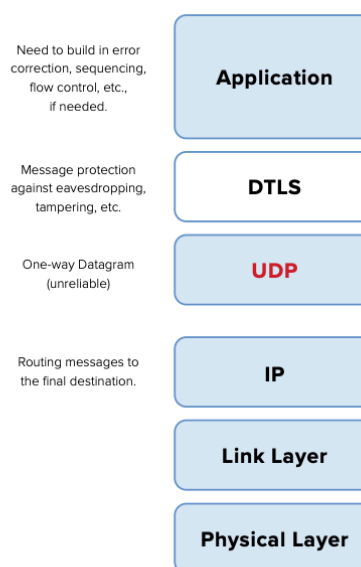 Need to build in error
correction, sequencing,
flow control, etc.,
if needed.
Application
Message protection
against eavesdropping,
tampering, etc.
DTLS
One-way Datagram
(unreliable)
UDP
Routing messages to
the final destination.
IP
Link Layer
Physical Layer